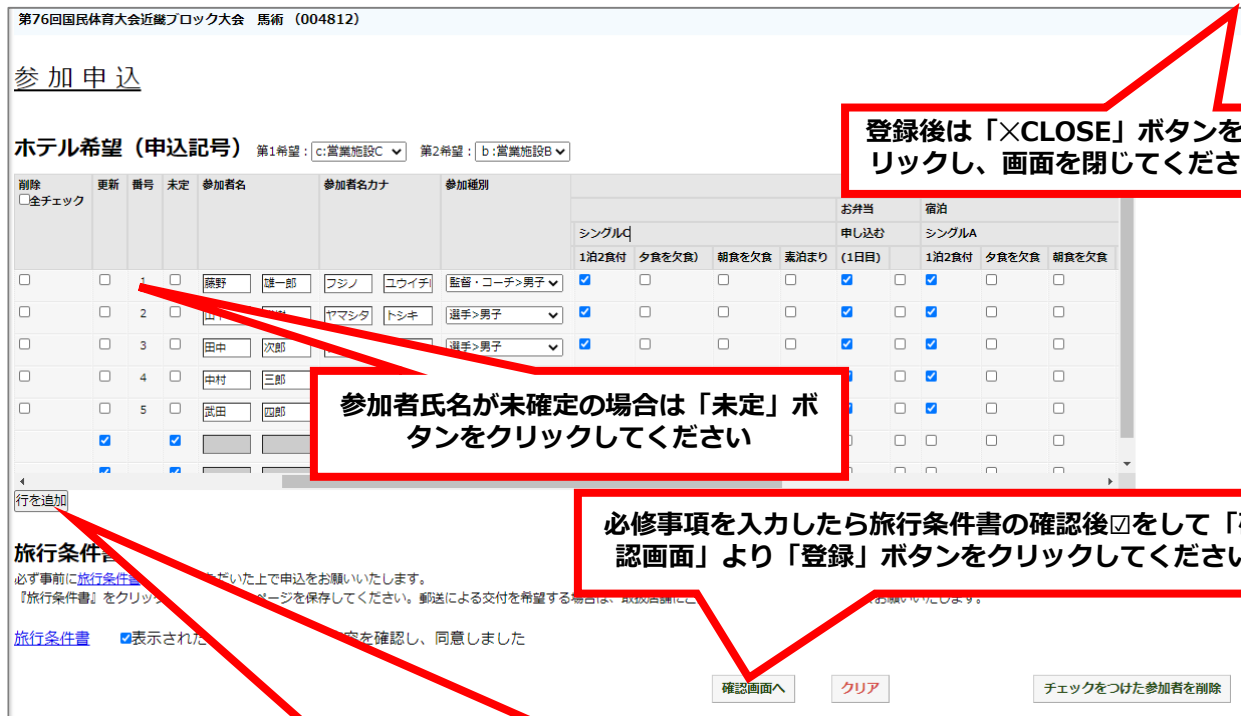 第76回国民体育大会近畿ブロック大会 馬術 (004812)
参 加 申 込
登録後は「×CLOSE」ボタンを
リックし、画面を閉じてくださ
ホテル希望（申込記号） 第1希望： c:営業施設C 第2希望： b:営業施設B
削除 更新 番号 未定 参加者名 参加者名カナ 参加種別
□全チェック
お弁当 宿泊
シングルC 申し込む シングルA
1泊2食付 夕食を欠食） 朝食を欠食 素泊まり (1日目) 1泊2食付 夕食を欠食 朝食を欠食
1 藤野 雄一郎 フジノ ユウイチ 監督・コーチ>男子
2 ヤマシタ トシキ 選手>男子
3 田中 次郎 選手>男子
4 中村 三郎
5 武田 四郎
参加者氏名が未確定の場合は「未定」ボ
タンをクリックしてください
行を追加
必修事項を入力したら旅行条件書の確認後☑をして「
認画面」より「登録」ボタンをクリックしてください
旅行条件
必ず事前に旅行条件 だいた上で申込をお願いいたします。
『旅行条件書』をクリッ ページを保存してください。郵送による交付を希望する場合は、取扱店舗に お願いいたします。
旅行条件書 ☑表示された を確認し、同意しました
確認画面へ クリア チェックをつけた参加者を削除